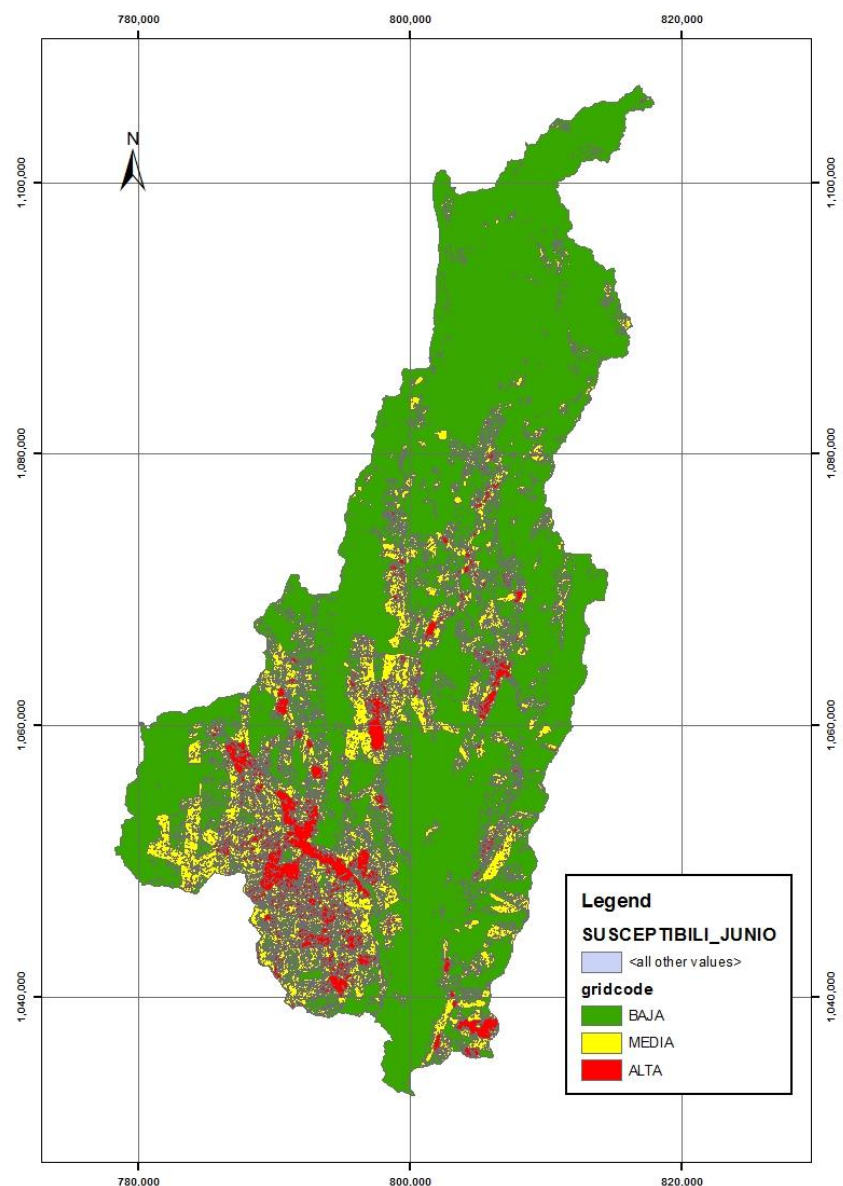 780,000 800,000 820,000
N
1,100,000 1,100,000
1,080,000 1,080,000
1,060,000 1,060,000
1,040,000 1,040,000
Legend
SUSCEPTIBILI_JUNIO
<all other values>
gridcode
BAJA
MEDIA
ALTA
780,000 800,000 820,000